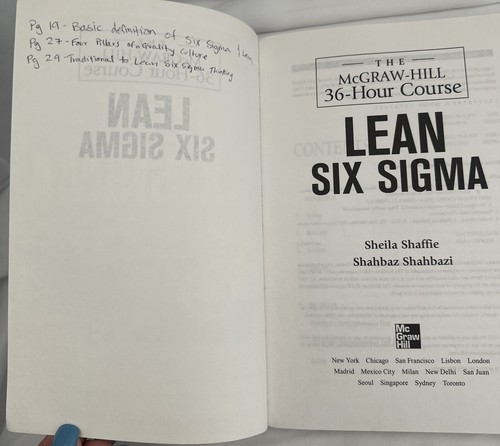 Pg 19 - Basic definition of Six Sigma / Lean
Pg 27 - Four Pillars of a Quality Culture
Pg 29 Traditional to Lean Six Sigma Thinking
THE
McGRAW-HILL
36-Hour Course
LEAN
SIX SIGMA
Sheila Shaffie
Shahbaz Shahbazi
Mc
Graw
Hill
New York Chicago San Francisco Lisbon London
Madrid Mexico City Milan New Delhi San Juan
Seoul Singapore Sydney Toronto